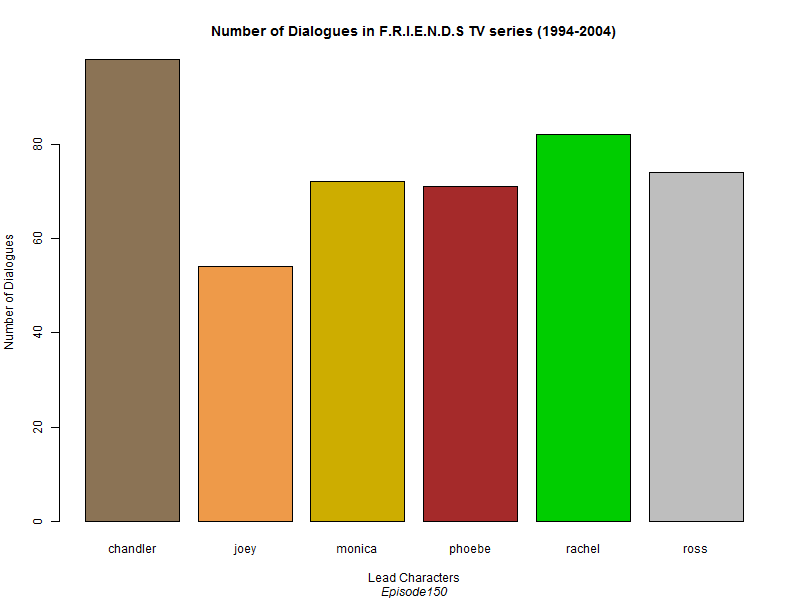 Number of Dialogues in F.R.I.E.N.D.S TV series (1994-2004)
Number of Dialogues
80
60
40
20
0
chandler joey monica phoebe rachel ross
Lead Characters
Episode150